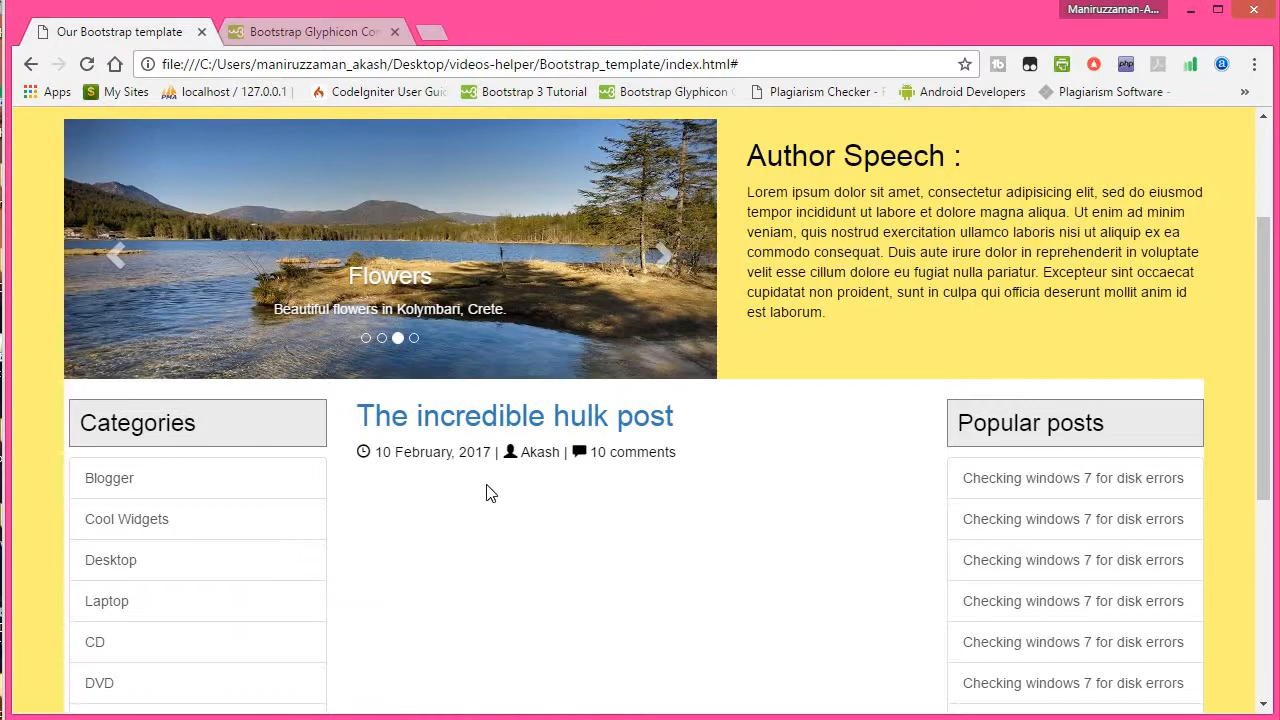 Maniruzzaman-A...
Our Bootstrap template
Bootstrap Glyphicon Co
file:///C:/Users/maniruzzaman_akash/Desktop/videos-helper/Bootstrap_template/index.html#
Apps
My Sites
localhost / 127.0.0.1 |
CodeIgniter User Gui
Bootstrap 3 Tutorial
Bootstrap Glyphicon
Plagiarism Checker -
Android Developers
Plagiarism Software -
»
Flowers
Beautiful flowers in Kolymbari, Crete.
Author Speech :
Lorem ipsum dolor sit amet, consectetur adipisicing elit, sed do eiusmod
tempor incididunt ut labore et dolore magna aliqua. Ut enim ad minim
veniam, quis nostrud exercitation ullamco laboris nisi ut aliquip ex ea
commodo consequat. Duis aute irure dolor in reprehenderit in voluptate
velit esse cillum dolore eu fugiat nulla pariatur. Excepteur sint occaecat
cupidatat non proident, sunt in culpa qui officia deserunt mollit anim id
est laborum.
Categories
Blogger
Cool Widgets
Desktop
Laptop
CD
DVD
The incredible hulk post
10 February, 2017 | Akash | 10 comments
Popular posts
Checking windows 7 for disk errors
Checking windows 7 for disk errors
Checking windows 7 for disk errors
Checking windows 7 for disk errors
Checking windows 7 for disk errors
Checking windows 7 for disk errors